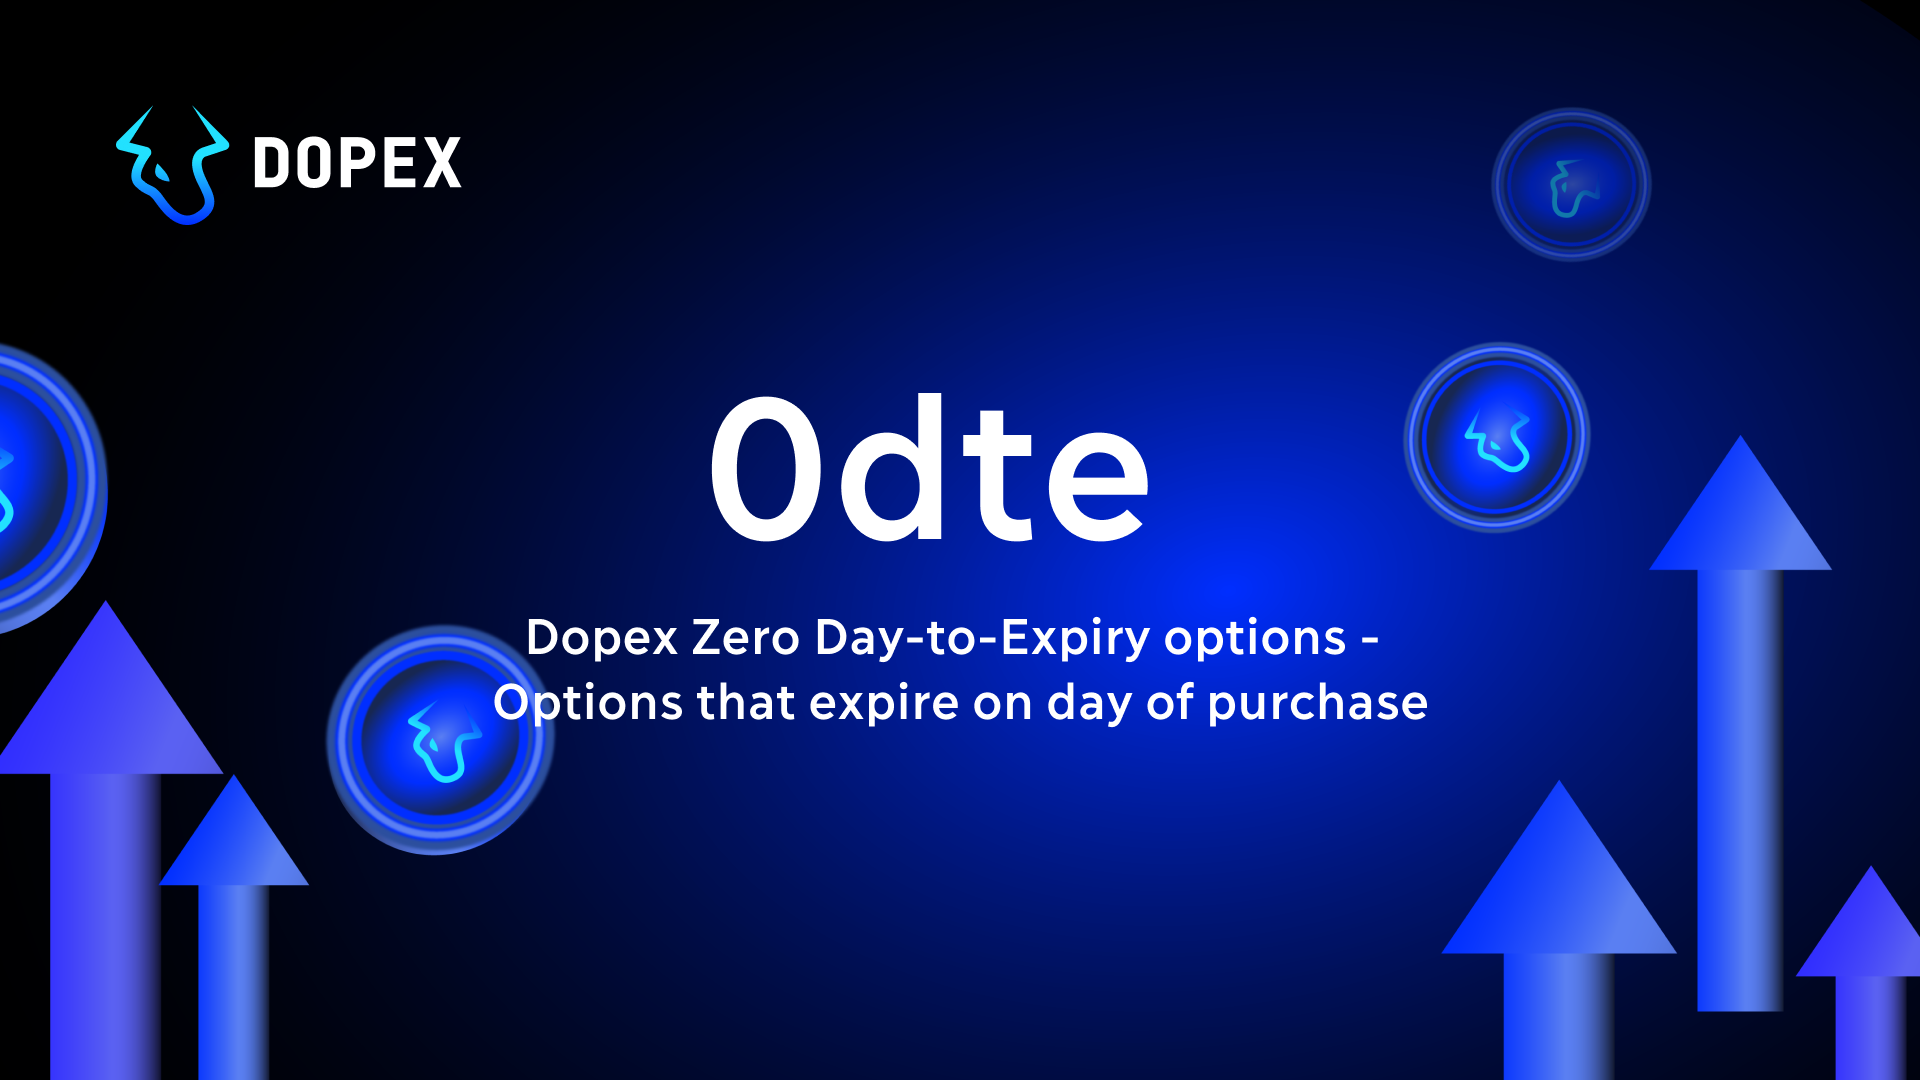 DOPEX
0dte
Dopex Zero Day-to-Expiry options -
Options that expire on day of purchase